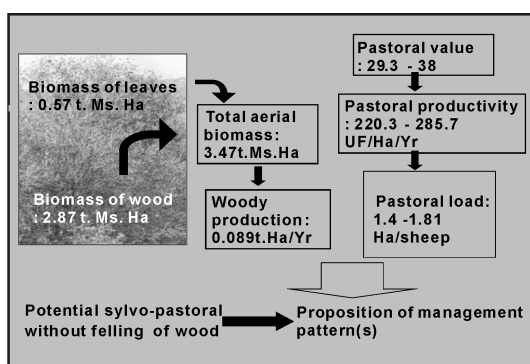 Biomass of leaves
: 0.57 t. Ms. Ha
Biomass of wood
: 2.87 t. Ms. Ha
Total aerial
biomass:
3.47t.Ms.Ha
Woody
production:
0.089t.Ha/Yr
Pastoral value
: 29.3 - 38
Pastoral productivity
: 220.3 - 285.7
UF/Ha/Yr
Pastoral load:
1.4 -1.81
Ha/sheep
Potential sylvo-pastoral
without felling of wood
Proposition of management
pattern(s)